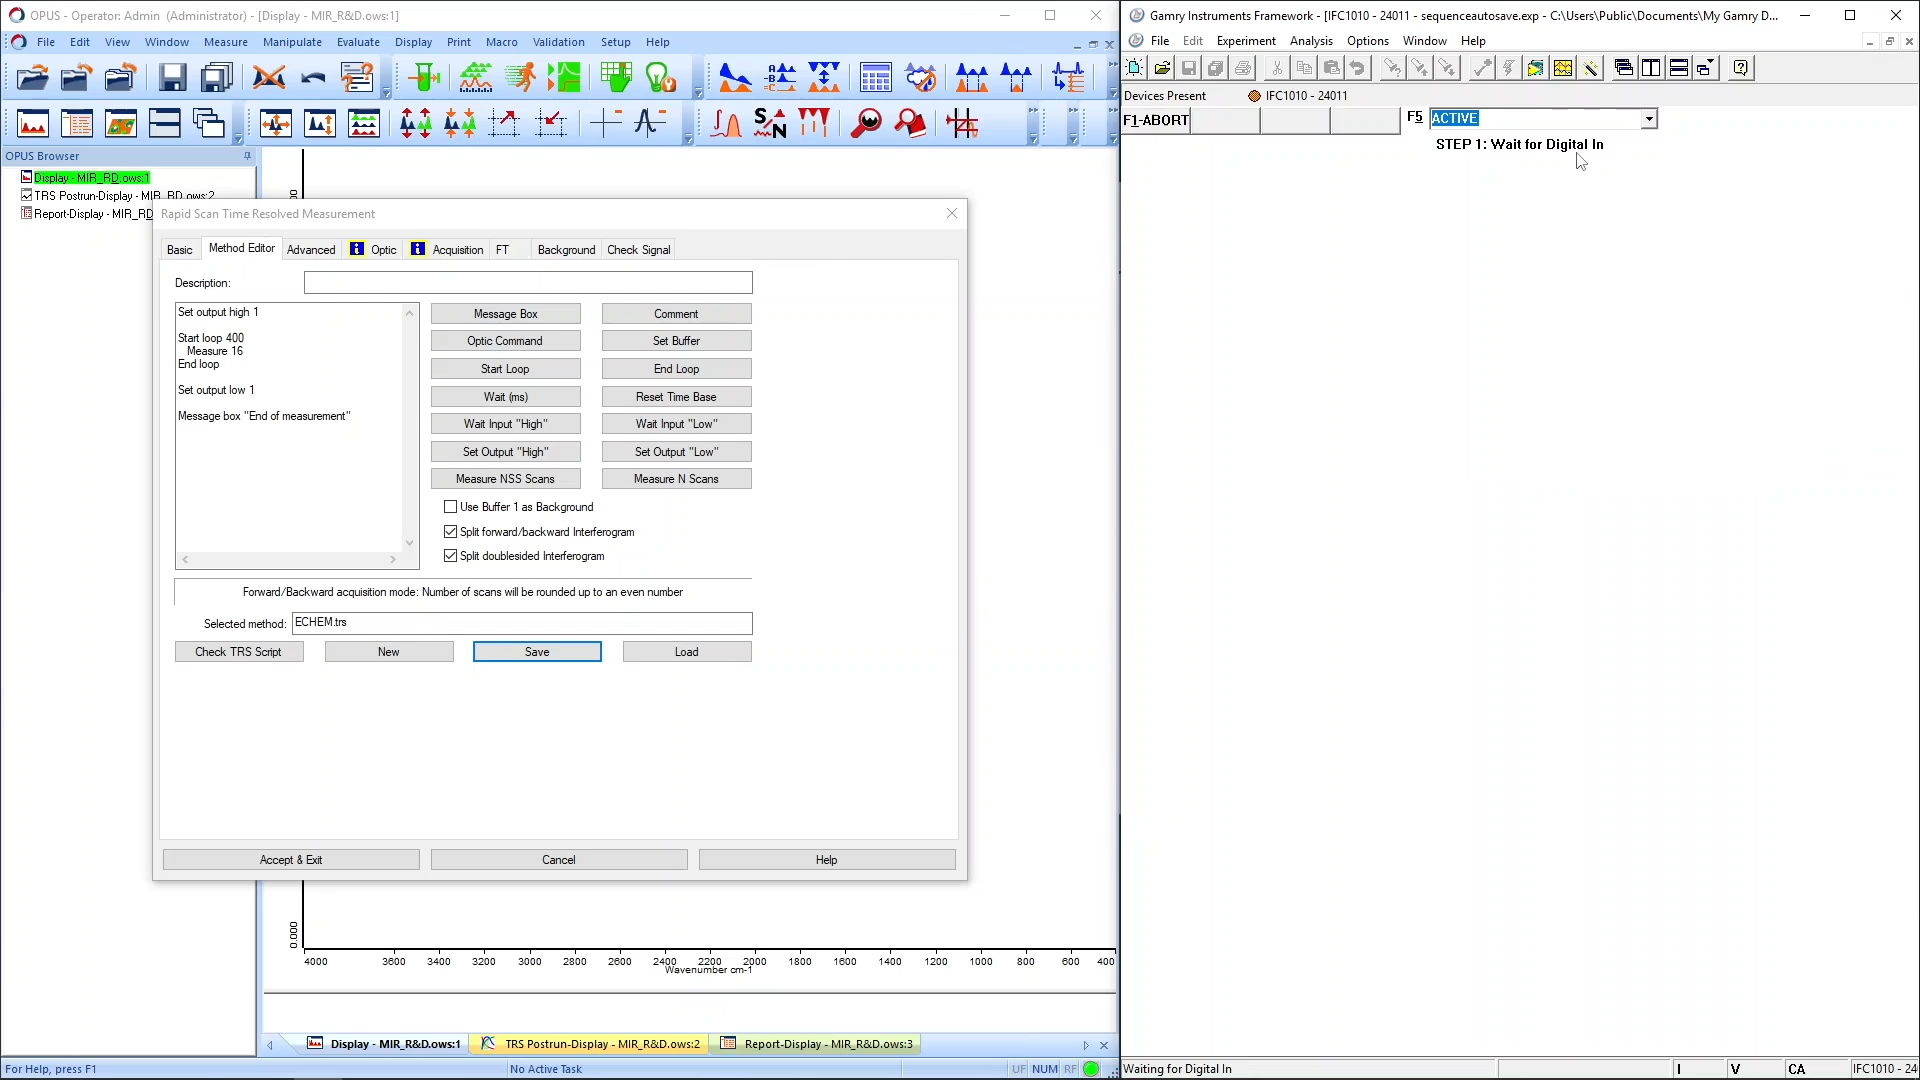 OPUS - Operator: Admin  (Administrator) - [Display - MIR_R&D.ows:1]
File Edit View Window Measure Manipulate Evaluate Display Print Macro Validation Setup Help
OPUS Browser
Display - MIR_RD.ows:1
TRS Postrun-Display - MIR_RD.ows:2
Report-Display - MIR_RD
Rapid Scan Time Resolved Measurement
Basic Method Editor Advanced Optic Acquisition FT Background Check Signal
Description:
Set output high 1
Start loop 400
Measure 16
End loop
Set output low 1
Message box "End of measurement"
Message Box Comment
Optic Command Set Buffer
Start Loop End Loop
Wait (ms) Reset Time Base
Wait Input "High" Wait Input "Low"
Set Output "High" Set Output "Low"
Measure NSS Scans Measure N Scans
Use Buffer 1 as Background
Split forward/backward Interferogram
Split doublesided Interferogram
Forward/Backward acquisition mode: Number of scans will be rounded up to an even number
Selected method: ECHEM.trs
Check TRS Script New Save Load
Accept & Exit Cancel Help
0.000
4000 3600 3400 3200 3000 2800 2600 2400 2200 2000 1800 1600 1400 1200 1000 800 600 400
Wavenumber cm-1
Display - MIR_R&D.ows:1 TRS Postrun-Display - MIR_R&D.ows:2 Report-Display - MIR_R&D.ows:3
For Help, press F1 No Active Task UF NUM RF
Gamry Instruments Framework - [IFC1010 - 24011 - sequenceautosave.exp - C:\Users\Public\Documents\My Gamry D...
File Edit Experiment Analysis Options Window Help
Devices Present IFC1010 - 24011
F1-ABORT F5 ACTIVE
STEP 1: Wait for Digital In
Waiting for Digital In I V CA IFC1010 - 24